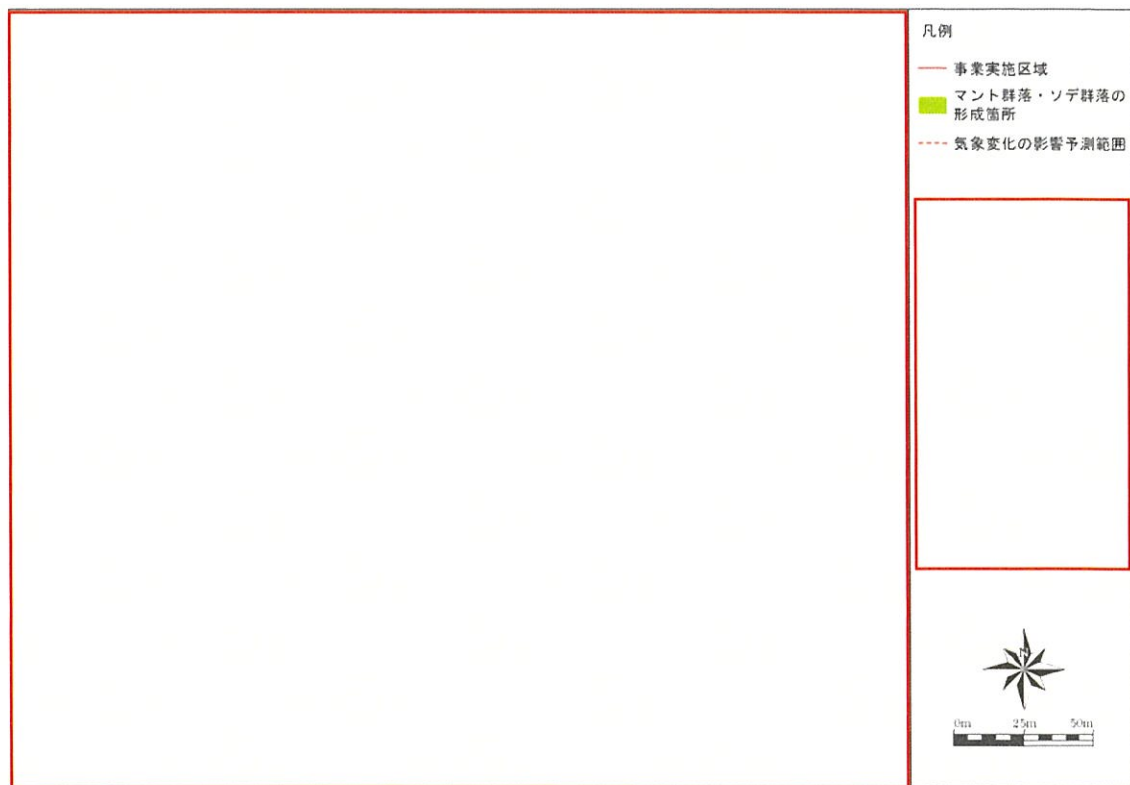 凡例
事業実施区域
マント群落・ソデ群落の
形成箇所
気象変化の影響予測範囲
N
0m 25m 50m